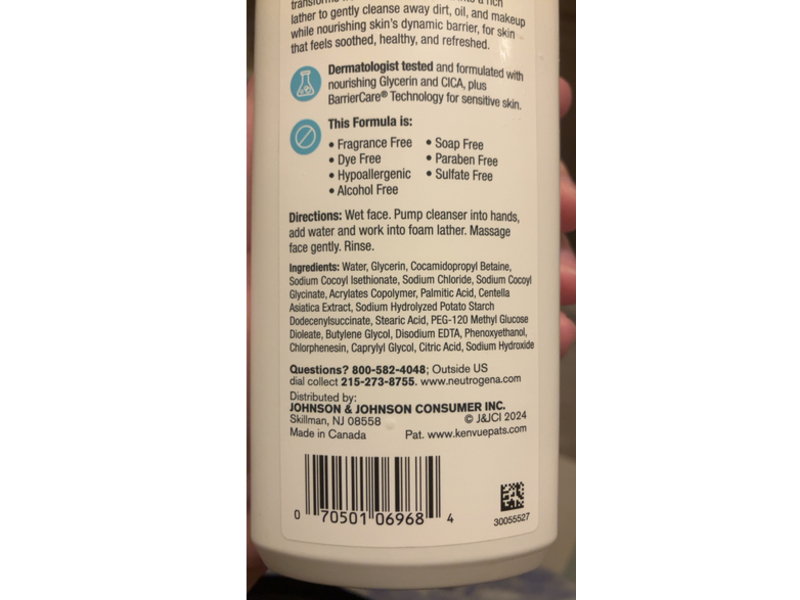 lather to gently cleanse away dirt, oil, and makeup
while nourishing skin's dynamic barrier, for skin
that feels soothed, healthy, and refreshed.
Dermatologist tested and formulated with
nourishing Glycerin and CICA, plus
BarrierCare® Technology for sensitive skin.
This Formula is:
• Fragrance Free • Soap Free
• Dye Free • Paraben Free
• Hypoallergenic • Sulfate Free
• Alcohol Free
Directions: Wet face. Pump cleanser into hands,
add water and work into foam lather. Massage
face gently. Rinse.
Ingredients: Water, Glycerin, Cocamidopropyl Betaine,
Sodium Cocoyl Isethionate, Sodium Chloride, Sodium Cocoyl
Glycinate, Acrylates Copolymer, Palmitic Acid, Centella
Asiatica Extract, Sodium Hydrolyzed Potato Starch
Dodecenylsuccinate, Stearic Acid, PEG-120 Methyl Glucose
Dioleate, Butylene Glycol, Disodium EDTA, Phenoxyethanol,
Chlorphenesin, Caprylyl Glycol, Citric Acid, Sodium Hydroxide
Questions? 800-582-4048; Outside US
dial collect 215-273-8755. www.neutrogena.com
Distributed by:
JOHNSON & JOHNSON CONSUMER INC.
Skillman, NJ 08558 © J&JCI 2024
Made in Canada Pat. www.kenvuepats.com
0 70501 06968 4
30055527